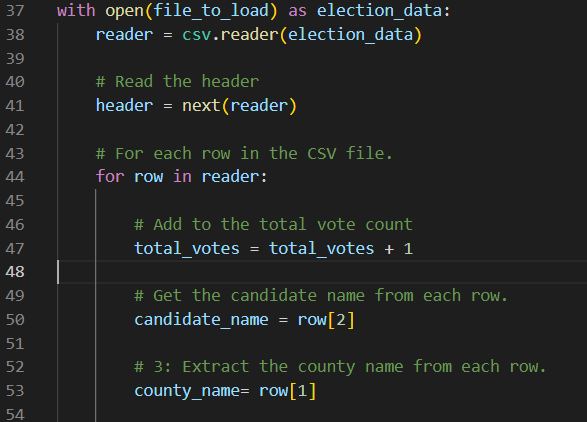 37 with open(file_to_load) as election_data:
38 reader = csv.reader(election_data)
39
40 # Read the header
41 header = next(reader)
42
43 # For each row in the CSV file.
44 for row in reader:
45
46 # Add to the total vote count
47 total_votes = total_votes + 1
48
49 # Get the candidate name from each row.
50 candidate_name = row[2]
51
52 # 3: Extract the county name from each row.
53 county_name= row[1]
54